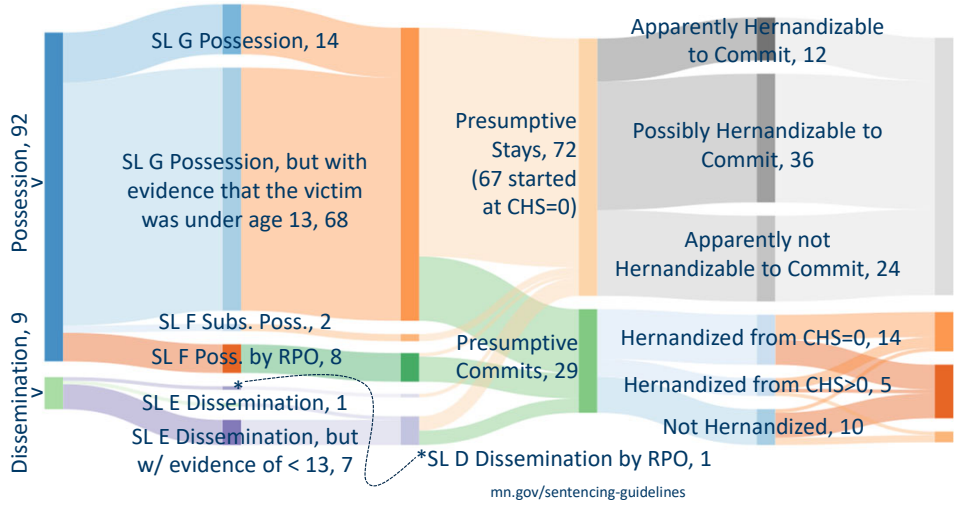 Possession, 92
>
Dissemination, 9
>
SL G Possession, 14
SL G Possession, but with
evidence that the victim
was under age 13, 68
SL F Subs. Poss., 2
SL F Poss. by RPO, 8
*
SL E Dissemination, 1
SL E Dissemination, but
w/ evidence of < 13, 7
*SL D Dissemination by RPO, 1
Presumptive
Stays, 72
(67 started
at CHS=0)
Presumptive
Commits, 29
Apparently Hernandizable
to Commit, 12
Possibly Hernandizable to
Commit, 36
Apparently not
Hernandizable to Commit, 24
Hernandized from CHS=0, 14
Hernandized from CHS>0, 5
Not Hernandized, 10
mn.gov/sentencing-guidelines